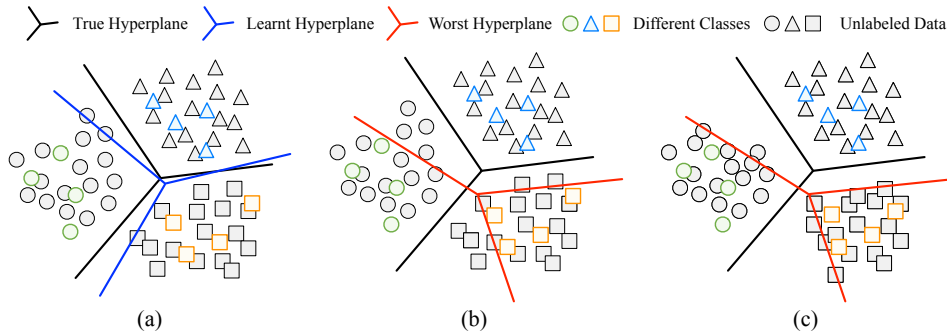 True Hyperplane Learnt Hyperplane Worst Hyperplane Different Classes Unlabeled Data
(a) (b) (c)